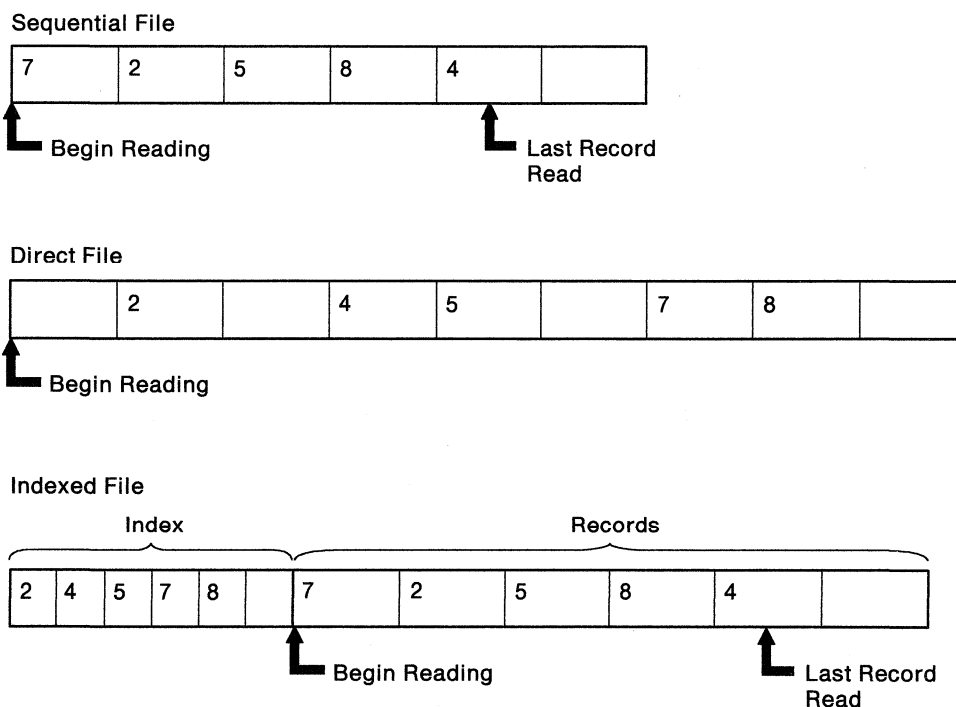 Sequential File
7 2 5 8 4
Begin Reading
Last Record
Read
Direct File
2 4 5 7 8
Begin Reading
Indexed File
Index Records
2 4 5 7 8 7 2 5 8 4
Begin Reading
Last Record
Read